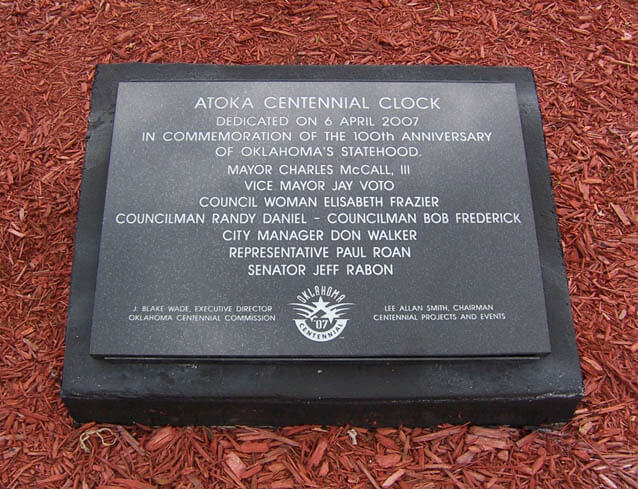 ATOKA CENTENNIAL CLOCK
DEDICATED ON 6 APRIL 2007
IN COMMEMORATION OF THE 100th ANNIVERSARY
OF OKLAHOMA'S STATEHOOD.
MAYOR CHARLES McCALL, III
VICE MAYOR JAY VOTO
COUNCIL WOMAN ELISABETH FRAZIER
COUNCILMAN RANDY DANIEL - COUNCILMAN BOB FREDERICK
CITY MANAGER DON WALKER
REPRESENTATIVE PAUL ROAN
SENATOR JEFF RABON
J. BLAKE WADE, EXECUTIVE DIRECTOR
OKLAHOMA CENTENNIAL COMMISSION
OKLAHOMA
'07
CENTENNIAL
LEE ALLAN SMITH, CHAIRMAN
CENTENNIAL PROJECTS AND EVENTS